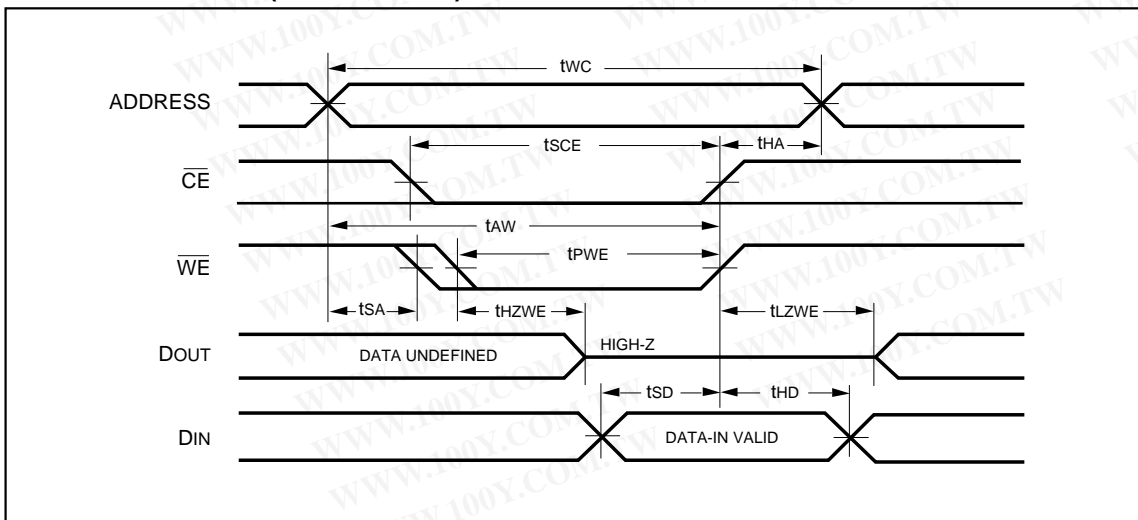 tWC
ADDRESS
tSCE
tHA
CE
tAW
tPWE
WE
tSA
tHZWE
tLZWE
DOUT
DATA UNDEFINED
HIGH-Z
tSD
tHD
DIN
DATA-IN VALID
WWW.100Y.COM.TW